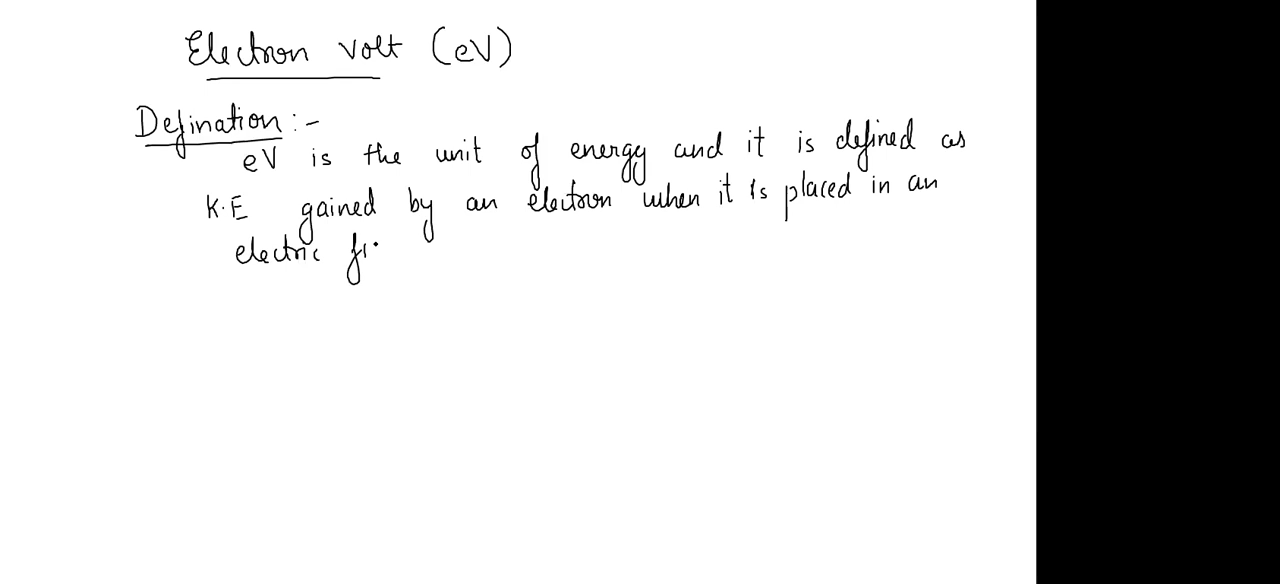 Electron volt (eV)
Defination :-
eV is the unit of energy and it is defined as
K.E gained by an electron when it is placed in an
electric